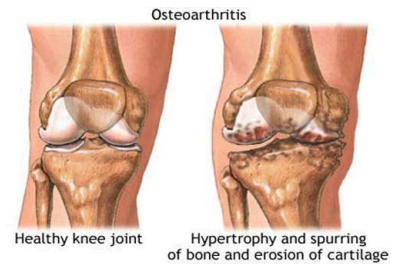 Osteoarthritis
Healthy knee joint
Hypertrophy and spurring
of bone and erosion of cartilage